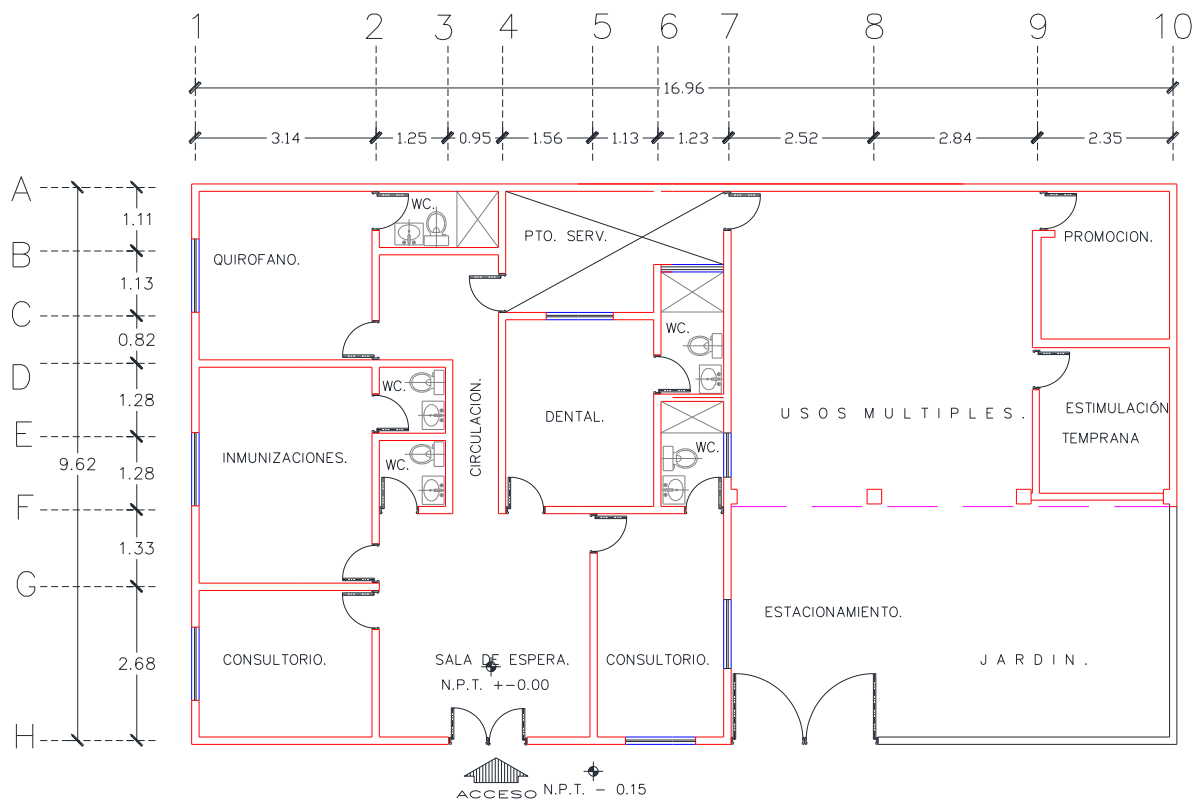 1 2 3 4 5 6 7 8 9 10
16.96
3.14 1.25 0.95 1.56 1.13 1.23 2.52 2.84 2.35
A
1.11
B
1.13
C
0.82
D
1.28
E
9.62
1.28
F
1.33
G
2.68
H
WC.
PTO. SERV.
PROMOCION.
QUIROFANO.
WC.
WC.
CIRCULACION.
DENTAL.
USOS MULTIPLES.
ESTIMULACIÓN
TEMPRANA
INMUNIZACIONES.
WC.
WC.
ESTACIONAMIENTO.
CONSULTORIO.
SALA DE ESPERA.
N.P.T. +-0.00
CONSULTORIO.
JARDIN.
ACCESO
N.P.T. - 0.15